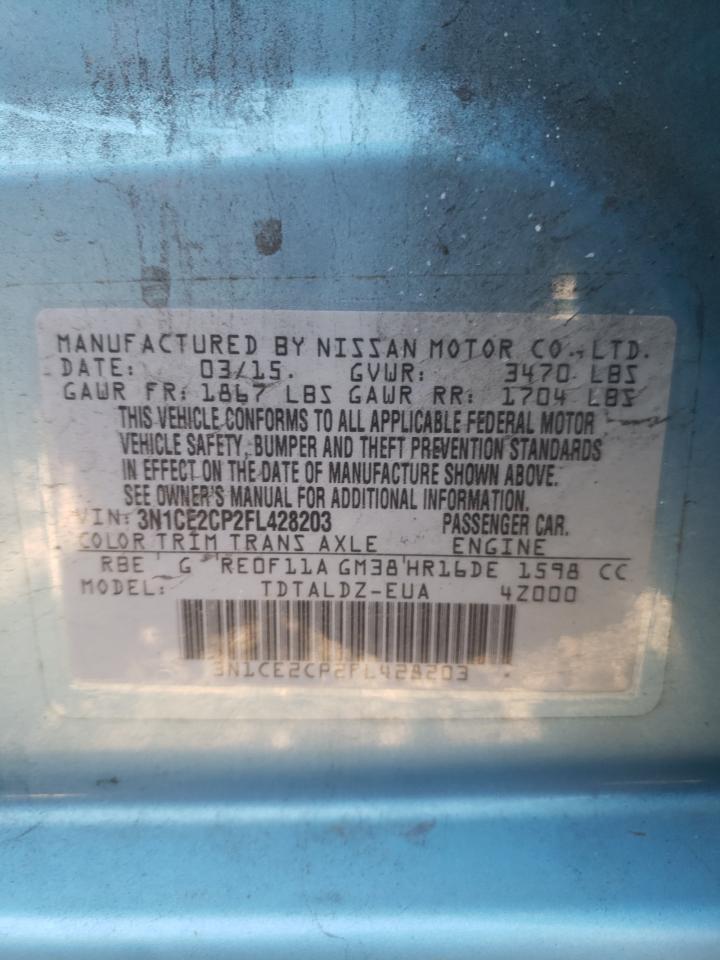 MANUFACTURED BY NISSAN MOTOR CO., LTD.
DATE: 03/15. GVWR: 3470 LBS
GAWR FR: 1867 LBS GAWR RR: 1704 LBS
THIS VEHICLE CONFORMS TO ALL APPLICABLE FEDERAL MOTOR
VEHICLE SAFETY, BUMPER AND THEFT PREVENTION STANDARDS
IN EFFECT ON THE DATE OF MANUFACTURE SHOWN ABOVE.
SEE OWNER'S MANUAL FOR ADDITIONAL INFORMATION.
VIN: 3N1CE2CP2FL428203 PASSENGER CAR.
COLOR TRIM TRANS AXLE ENGINE
RBE G RE0F11A GM38 HR16DE 1598 CC
MODEL: TDTALDZ-EUA 4Z000
3N1CE2CP2FL428203